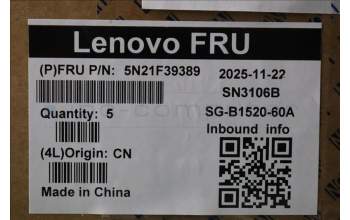 Lenovo FRU
(P)FRU P/N: 5N21F39389
2025-11-22
SN3106B
Quantity: 5
SG-B1520-60A
Inbound info
(4L)Origin: CN
Made in China